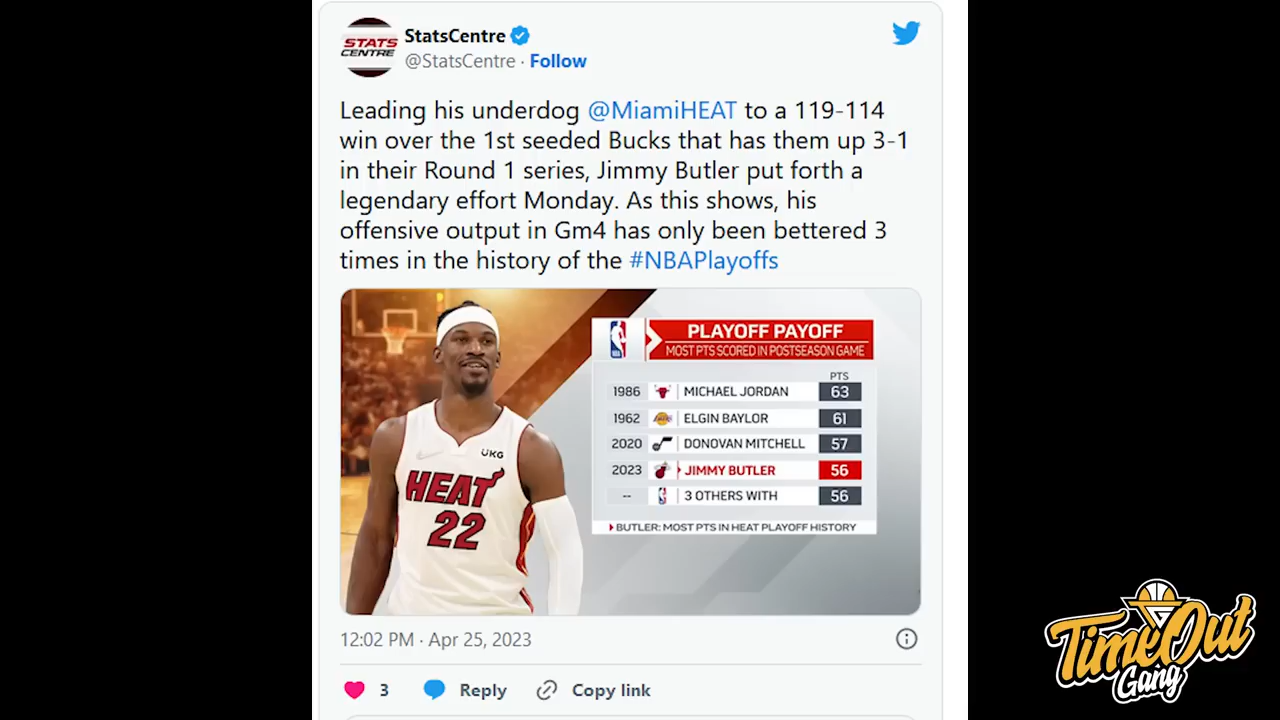 STATS
CENTRE
StatsCentre
@StatsCentre · Follow
Leading his underdog @MiamiHEAT to a 119-114
win over the 1st seeded Bucks that has them up 3-1
in their Round 1 series, Jimmy Butler put forth a
legendary effort Monday. As this shows, his
offensive output in Gm4 has only been bettered 3
times in the history of the #NBAPlayoffs
PLAYOFF PAYOFF
MOST PTS SCORED IN POSTSEASON GAME
PTS
1986 MICHAEL JORDAN 63
1962 ELGIN BAYLOR 61
2020 DONOVAN MITCHELL 57
2023 JIMMY BUTLER 56
-- 3 OTHERS WITH 56
BUTLER: MOST PTS IN HEAT PLAYOFF HISTORY
UKG
HEAT
22
12:02 PM · Apr 25, 2023
3 Reply Copy link
TimeOut
Gang